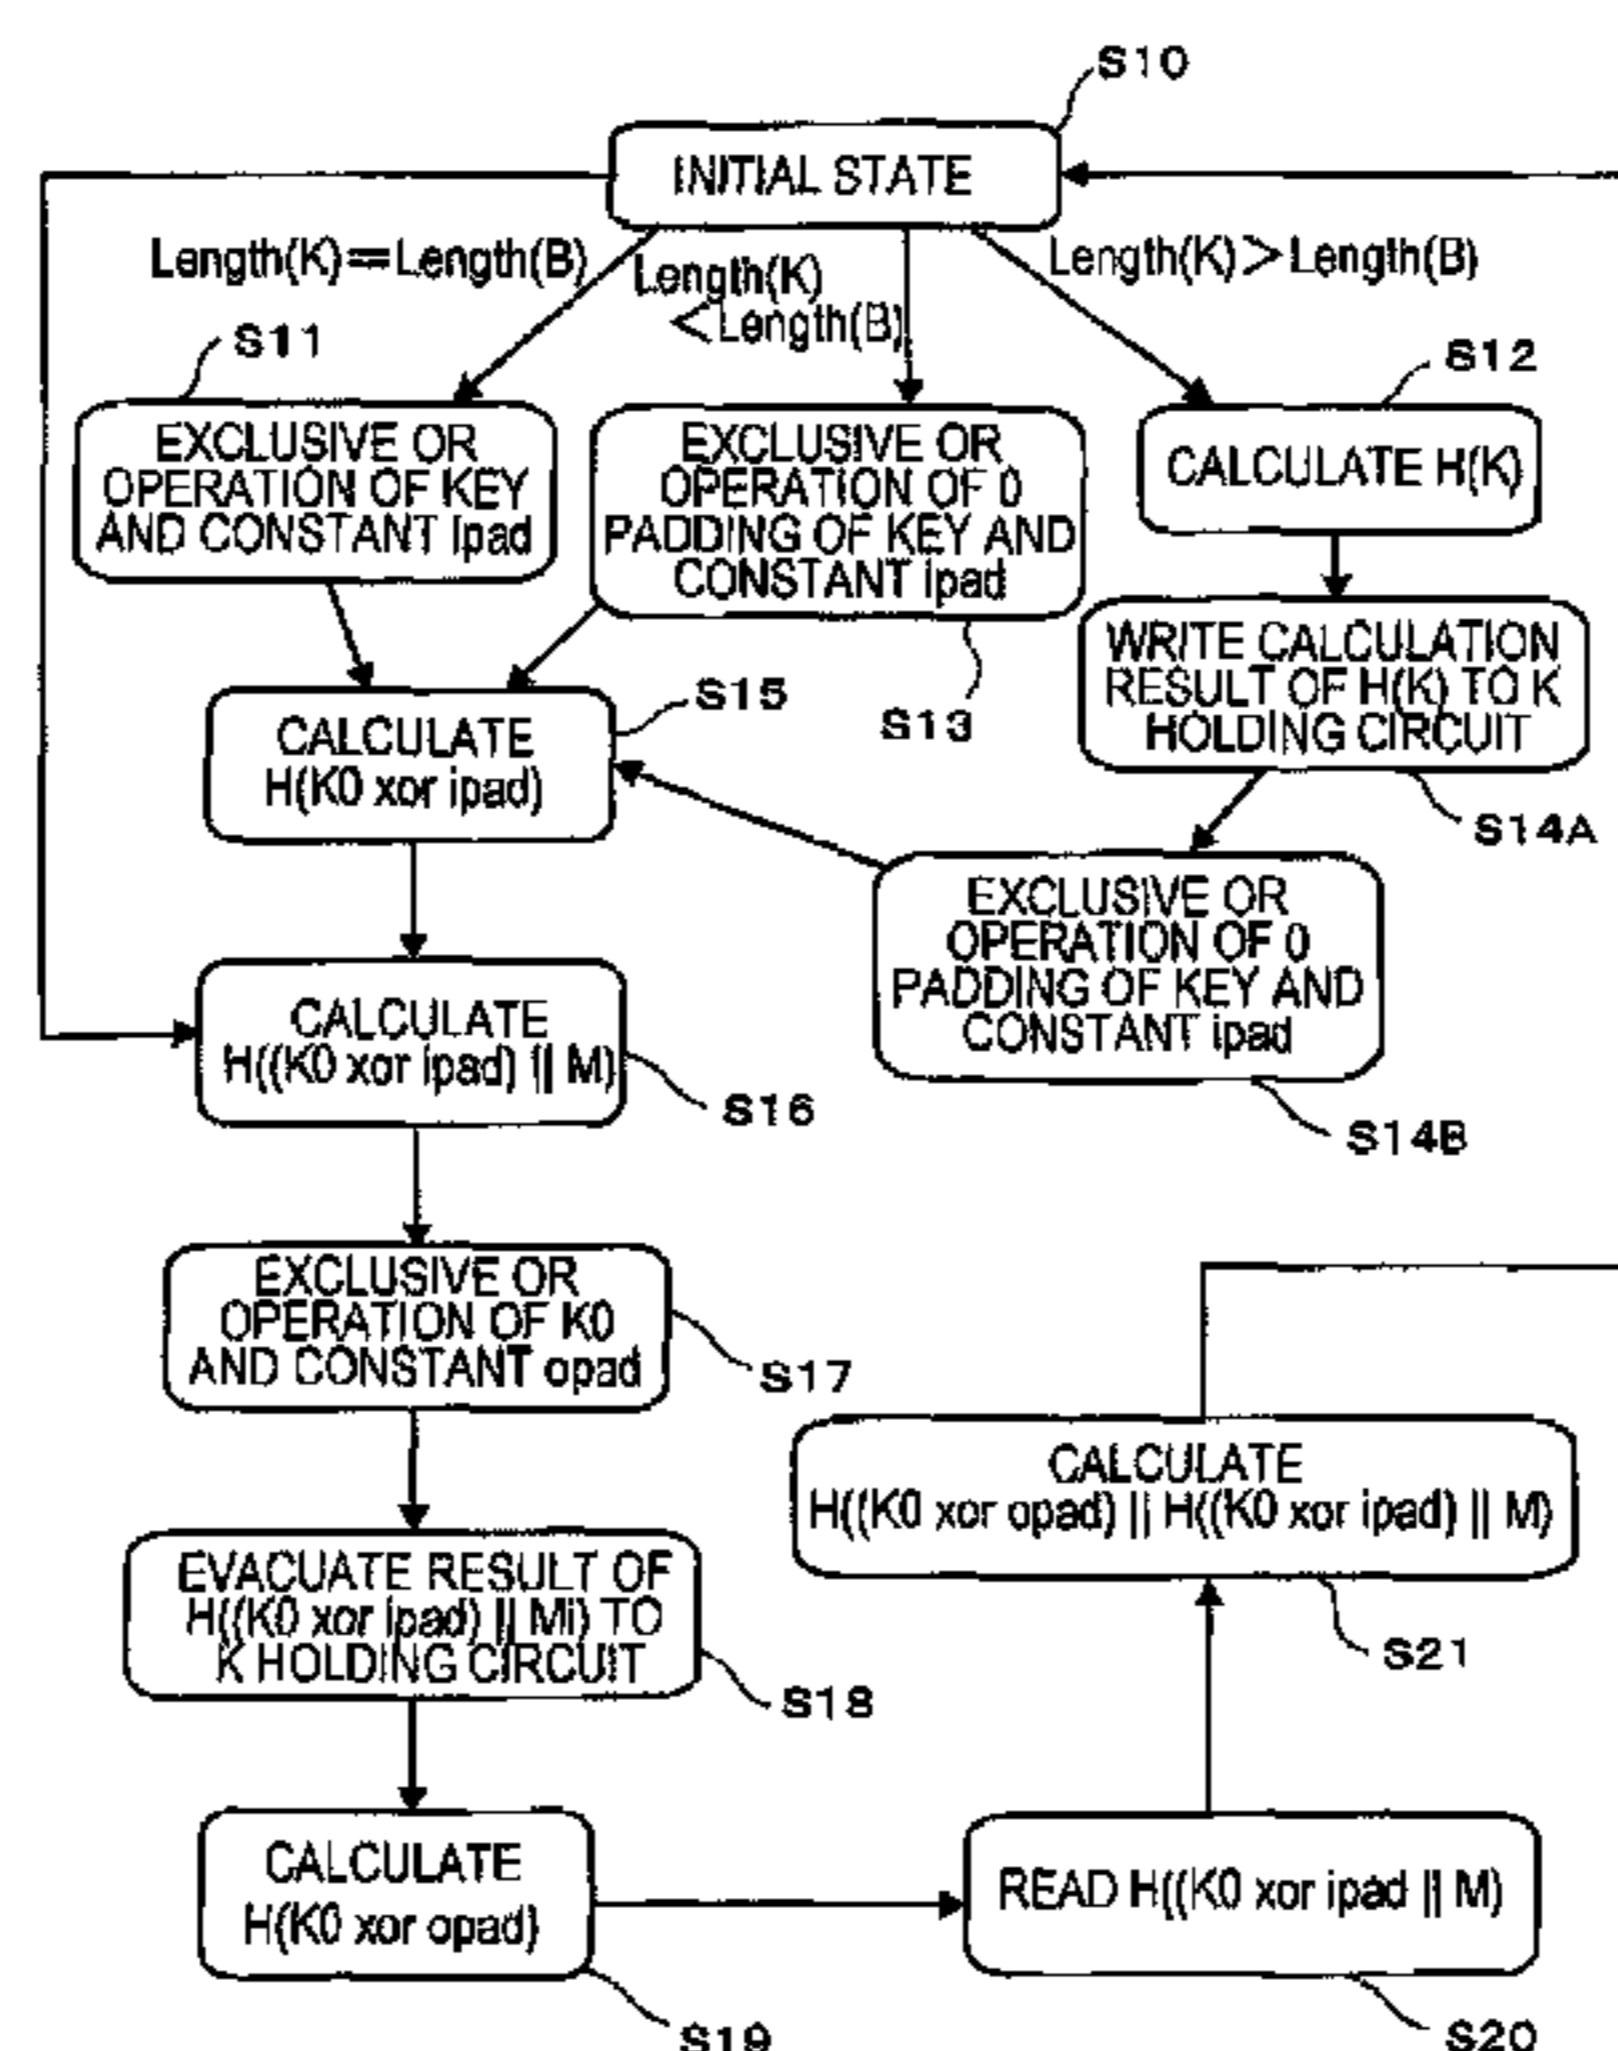 S10
INITIAL STATE
Length(K)=Length(B)
Length(K)
<Length(B)
Length(K)>Length(B)
S11
S12
EXCLUSIVE OR
OPERATION OF KEY
AND CONSTANT ipad
EXCLUSIVE OR
OPERATION OF 0
PADDING OF KEY AND
CONSTANT ipad
CALCULATE H(K)
S13
WRITE CALCULATION
RESULT OF H(K) TO K
HOLDING CIRCUIT
S14A
S15
CALCULATE
H(K0 xor ipad)
EXCLUSIVE OR
OPERATION OF 0
PADDING OF KEY AND
CONSTANT ipad
S14B
CALCULATE
H((K0 xor ipad) || M)
S16
EXCLUSIVE OR
OPERATION OF K0
AND CONSTANT opad
S17
CALCULATE
H((K0 xor opad) || H((K0 xor ipad) || M)
S21
EVACUATE RESULT OF
H((K0 xor ipad) || Mi) TO
K HOLDING CIRCUIT
S18
CALCULATE
H(K0 xor opad)
S19
READ H((K0 xor ipad || M)
S20